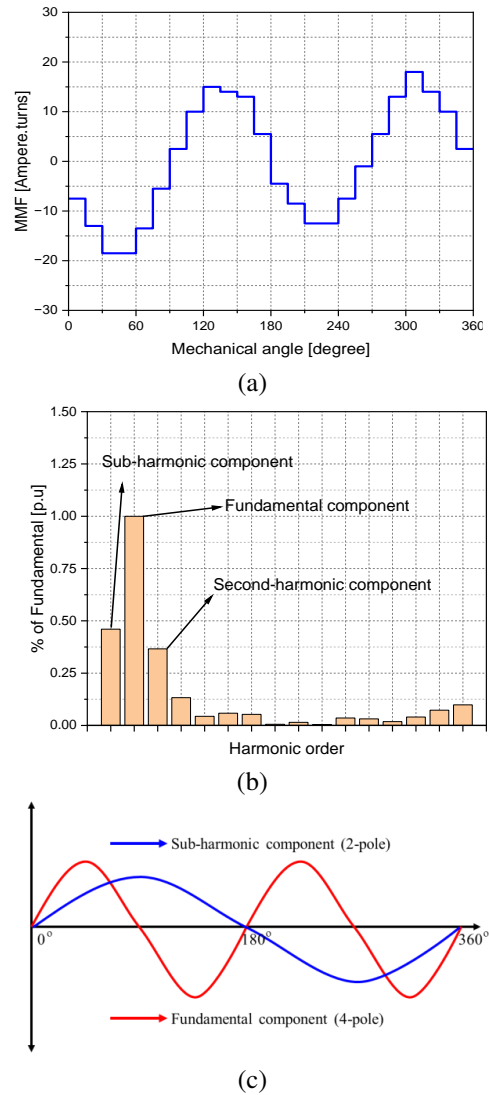 30
20
10
0
−10
−20
−30
MMF [Ampere.turns]
0 60 120 180 240 300 360
Mechanical angle [degree]
(a)
1.50
1.25
1.00
0.75
0.50
0.25
0.00
% of Fundamental [p.u]
Sub-harmonic component
Fundamental component
Second-harmonic component
Harmonic order
(b)
Sub-harmonic component (2-pole)
0° 180° 360°
Fundamental component (4-pole)
(c)